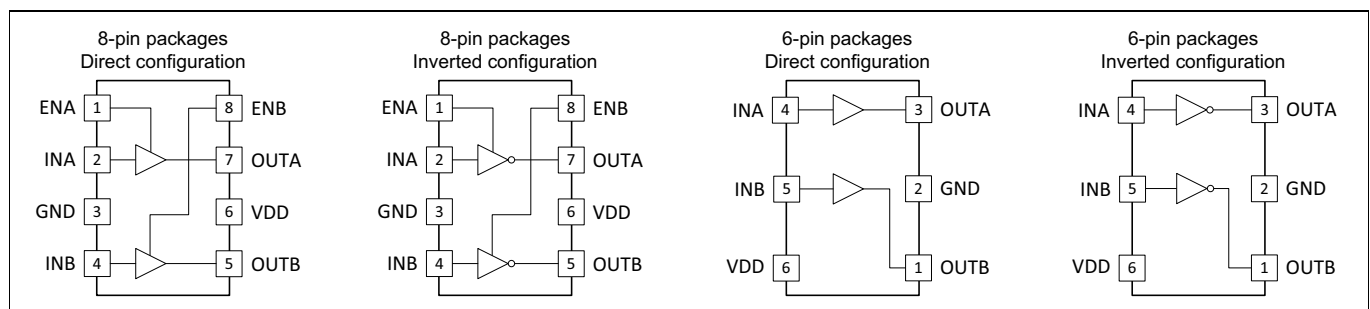 8-pin packages
Direct configuration
ENA 1 8 ENB
INA 2 7 OUTA
GND 3 6 VDD
INB 4 5 OUTB
8-pin packages
Inverted configuration
ENA 1 8 ENB
INA 2 7 OUTA
GND 3 6 VDD
INB 4 5 OUTB
6-pin packages
Direct configuration
INA 4 3 OUTA
INB 5 2 GND
VDD 6 1 OUTB
6-pin packages
Inverted configuration
INA 4 3 OUTA
INB 5 2 GND
VDD 6 1 OUTB